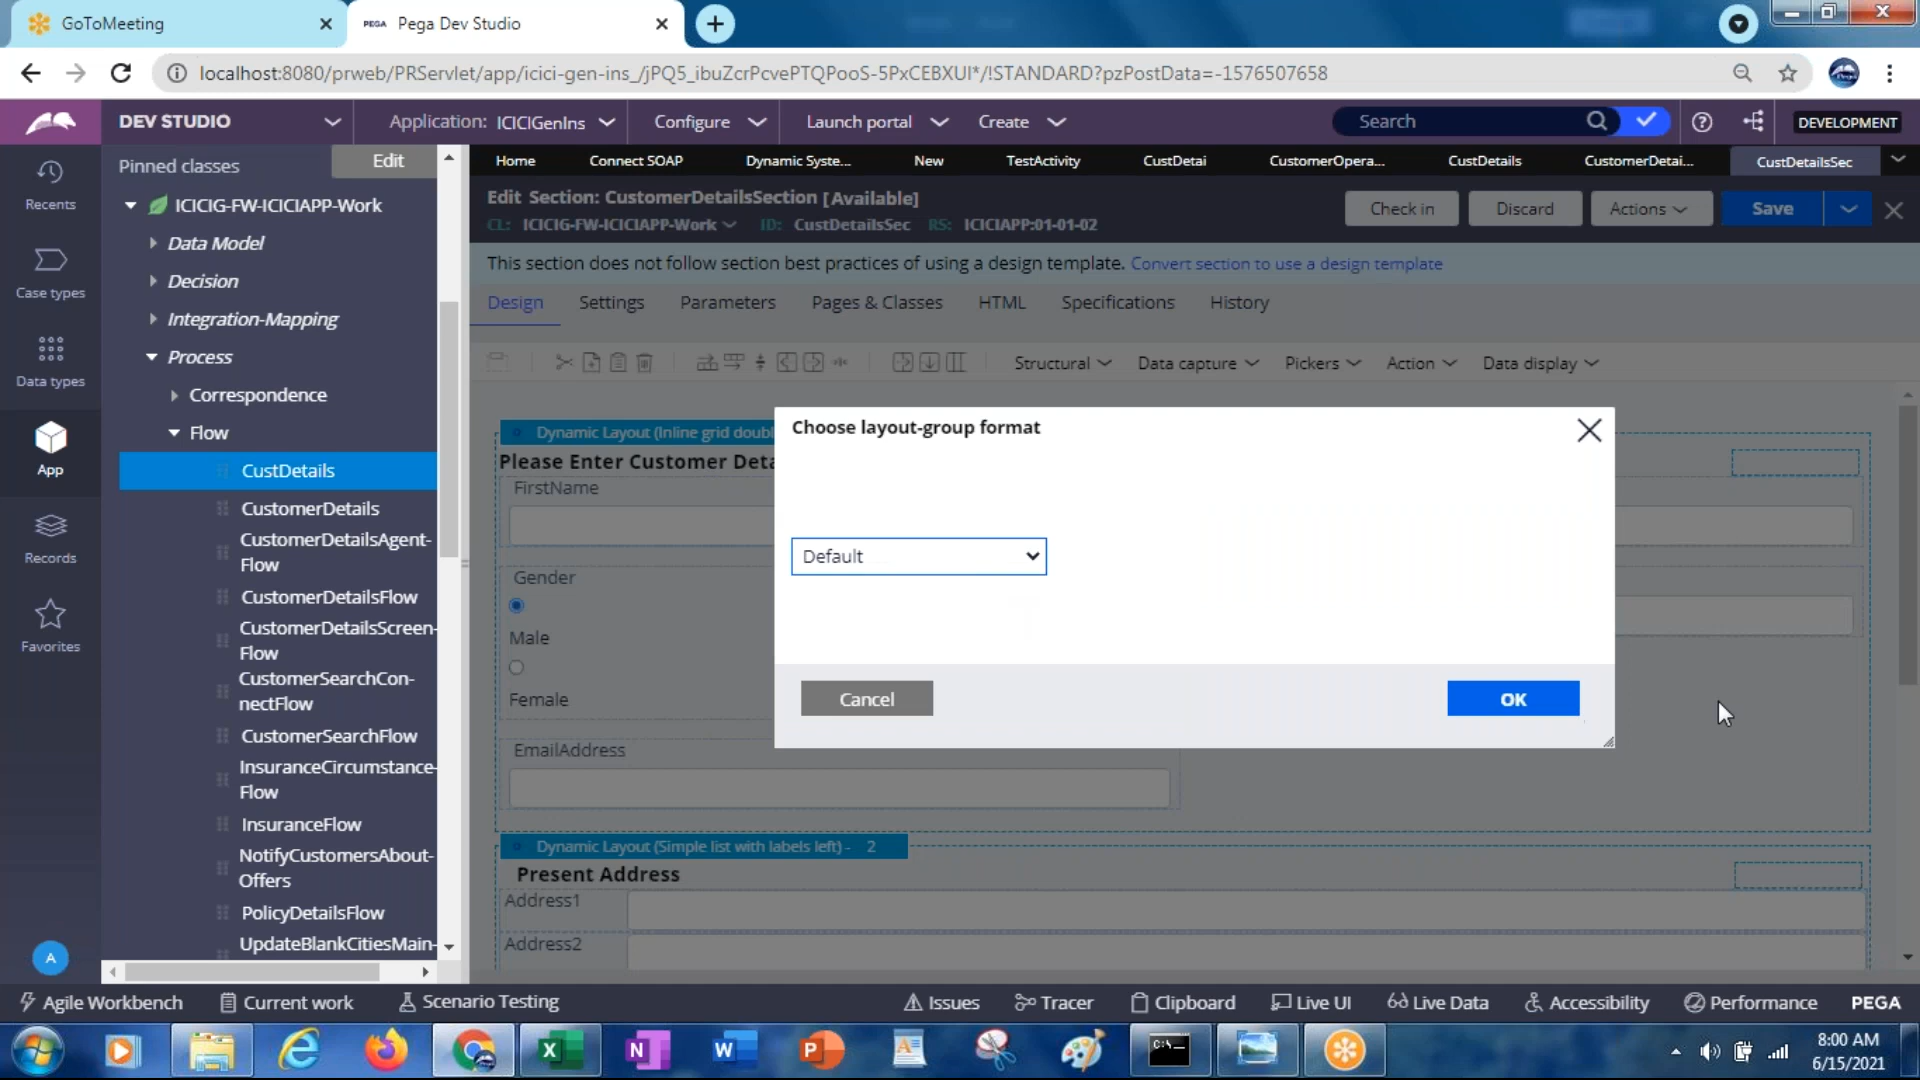 GoToMeeting
PEGA Pega Dev Studio
localhost:8080/prweb/PRServlet/app/icici-gen-ins_/jPQ5_ibuZcrPcvePTQPooS-5PxCEBXUI*/!STANDARD?pzPostData=-1576507658
DEV STUDIO
Application: ICICIGenIns
Configure
Launch portal
Create
Search
DEVELOPMENT
Recents
Case types
Data types
App
Records
Favorites
A
Pinned classes
Edit
ICICIG-FW-ICICIAPP-Work
Data Model
Decision
Integration-Mapping
Process
Correspondence
Flow
CustDetails
CustomerDetails
CustomerDetailsAgent-
Flow
CustomerDetailsFlow
CustomerDetailsScreen-
Flow
CustomerSearchCon-
nectFlow
CustomerSearchFlow
InsuranceCircumstance-
Flow
InsuranceFlow
NotifyCustomersAbout-
Offers
PolicyDetailsFlow
UpdateBlankCitiesMain-
Home Connect SOAP Dynamic Syste... New TestActivity CustDetai CustomerOpera... CustDetails CustomerDetai... CustDetailsSec
Edit Section: CustomerDetailsSection [Available]
CL: ICICIG-FW-ICICIAPP-Work ID: CustDetailsSec RS: ICICIAPP:01-01-02
Check in
Discard
Actions
Save
This section does not follow section best practices of using a design template. Convert section to use a design template
Design Settings Parameters Pages & Classes HTML Specifications History
Structural Data capture Pickers Action Data display
Dynamic Layout (Inline grid doubl
Please Enter Customer Deta
FirstName
Gender
Male
Female
EmailAddress
Choose layout-group format
Default
Cancel
OK
Dynamic Layout (Simple list with labels left) - 2
Present Address
Address1
Address2
Agile Workbench Current work Scenario Testing Issues Tracer Clipboard Live UI Live Data Accessibility Performance PEGA
8:00 AM
6/15/2021